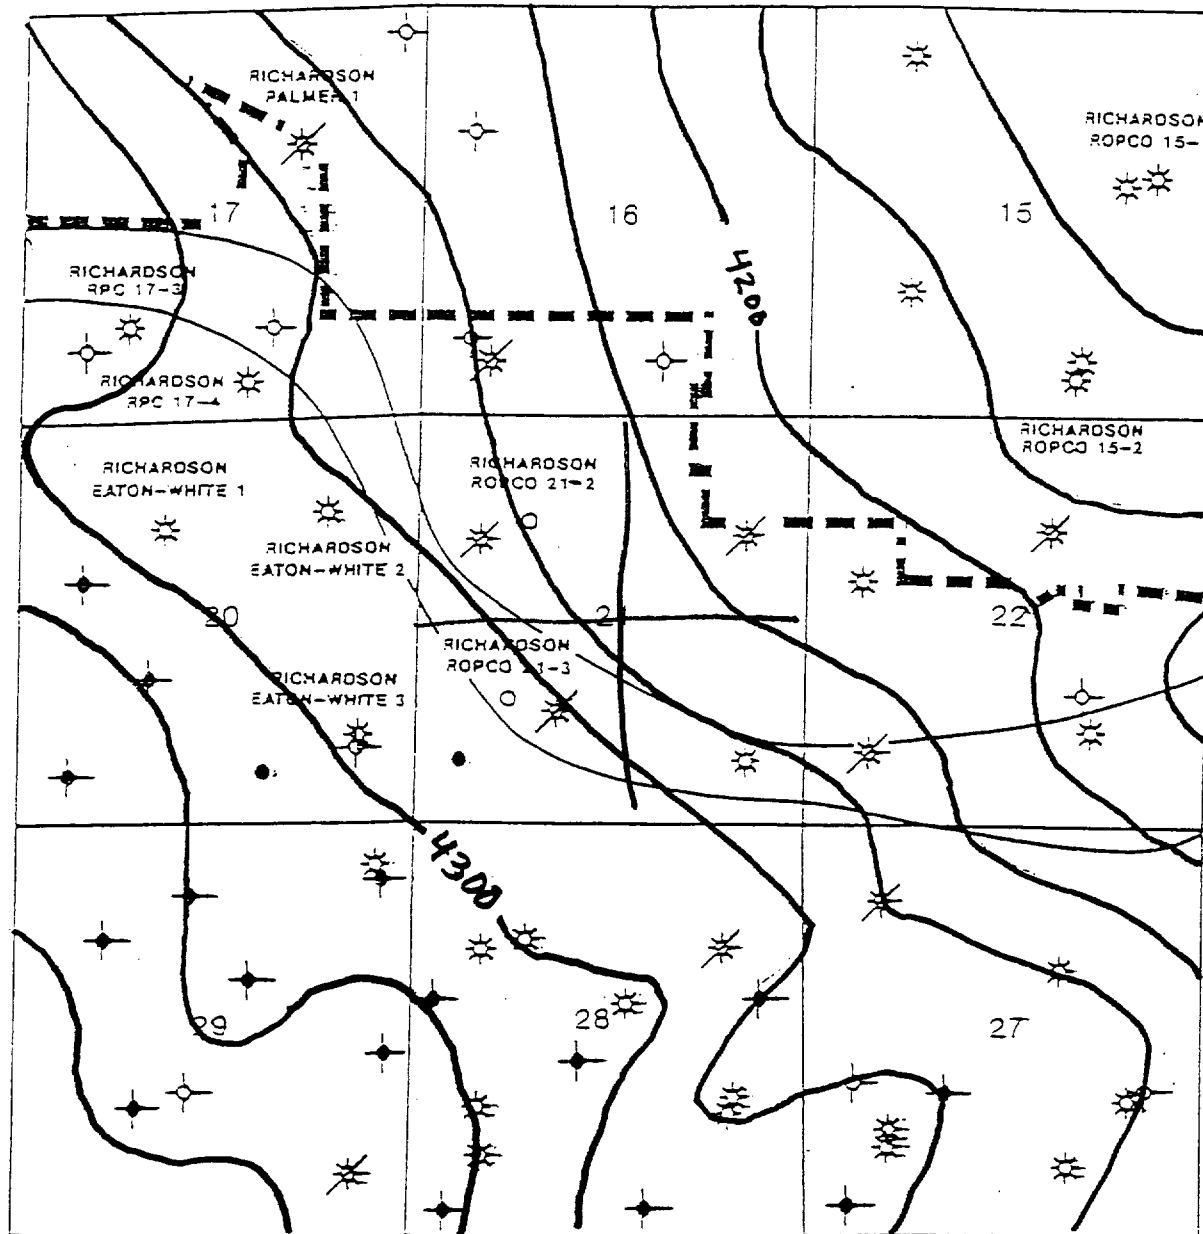 RICHARDSON
PALMER 1
RICHARDSON
ROPCO 15-
17
16
15
RICHARDSON
RPC 17-3
4200
RICHARDSON
RPC 17-4
RICHARDSON
ROPCO 15-2
RICHARDSON
EATON-WHITE 1
RICHARDSON
ROPCO 21-2
RICHARDSON
EATON-WHITE 2
20
22
RICHARDSON
ROPCO 21-3
RICHARDSON
EATON-WHITE 3
4300
29
28
27